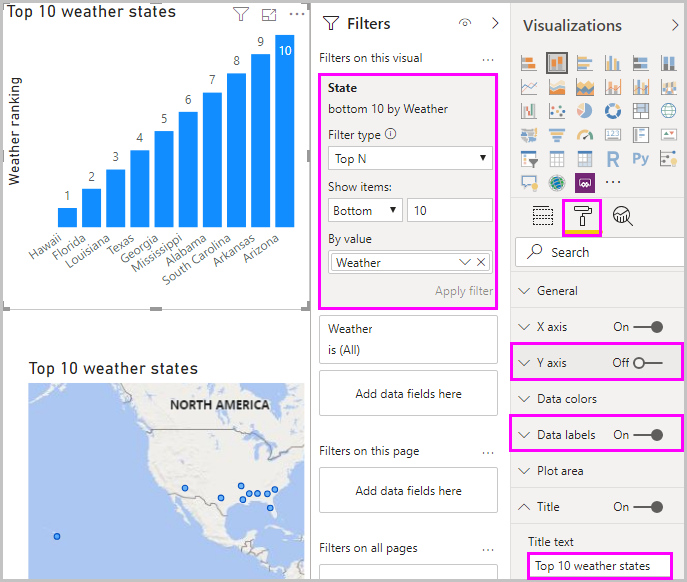 Top 10 weather states
Weather ranking
1
2
3
4
5
6
7
8
9
10
Hawaii
Florida
Louisiana
Texas
Georgia
Mississippi
Alabama
South Carolina
Arkansas
Arizona
Top 10 weather states
NORTH AMERICA
Filters
Filters on this visual
State
bottom 10 by Weather
Filter type
Top N
Show items:
Bottom 10
By value
Weather
Apply filter
Weather
is (All)
Add data fields here
Filters on this page
Add data fields here
Filters on all pages
Visualizations
123
R Py
Search
General
X axis On
Y axis Off
Data colors
Data labels On
Plot area
Title On
Title text
Top 10 weather states